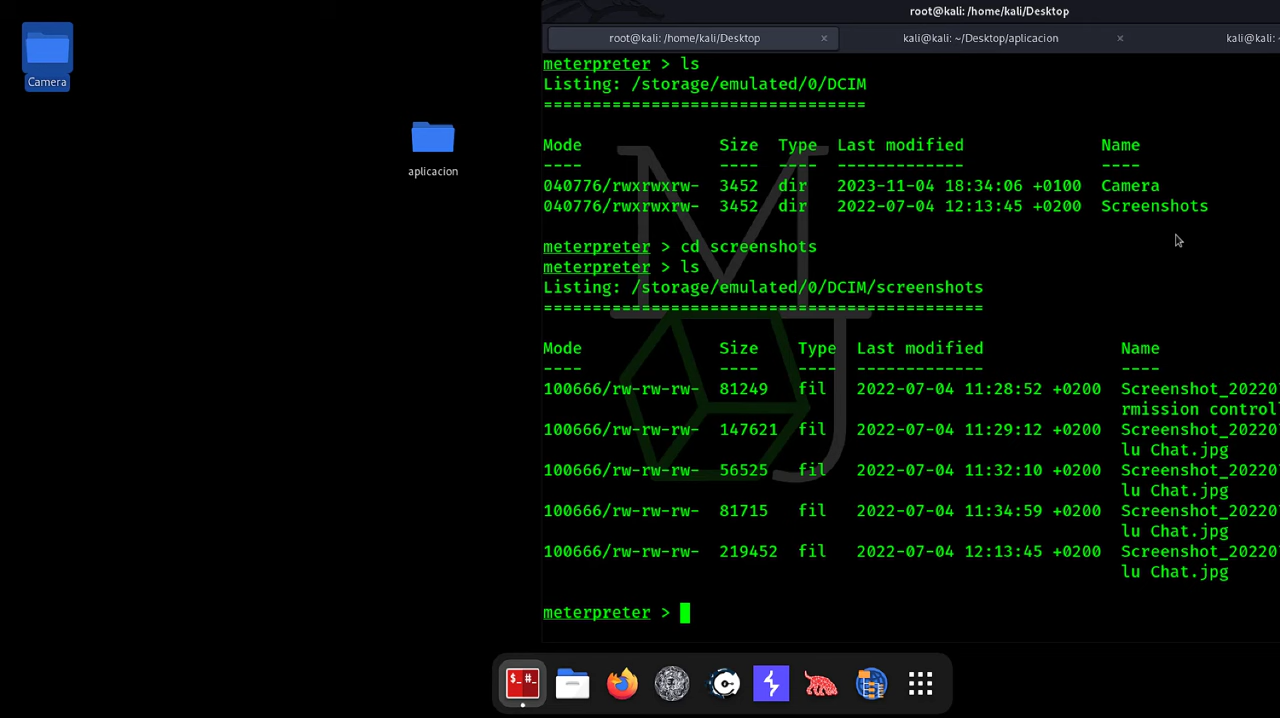 root@kali: /home/kali/Desktop
root@kali: /home/kali/Desktop × kali@kali: ~/Desktop/aplicacion × kali@kali:
Camera
aplicacion
meterpreter > ls
Listing: /storage/emulated/0/DCIM
=================================
Mode Size Type Last modified Name
---- ---- ---- ------------- ----
040776/rwxrwxrw- 3452 dir 2023-11-04 18:34:06 +0100 Camera
040776/rwxrwxrw- 3452 dir 2022-07-04 12:13:45 +0200 Screenshots
meterpreter > cd screenshots
meterpreter > ls
Listing: /storage/emulated/0/DCIM/screenshots
=============================================
Mode Size Type Last modified Name
---- ---- ---- ------------- ----
100666/rw-rw-rw- 81249 fil 2022-07-04 11:28:52 +0200 Screenshot_20220
rmission control
100666/rw-rw-rw- 147621 fil 2022-07-04 11:29:12 +0200 Screenshot_20220
lu Chat.jpg
100666/rw-rw-rw- 56525 fil 2022-07-04 11:32:10 +0200 Screenshot_20220
lu Chat.jpg
100666/rw-rw-rw- 81715 fil 2022-07-04 11:34:59 +0200 Screenshot_20220
lu Chat.jpg
100666/rw-rw-rw- 219452 fil 2022-07-04 12:13:45 +0200 Screenshot_20220
lu Chat.jpg
meterpreter >
MJ
$_ #_